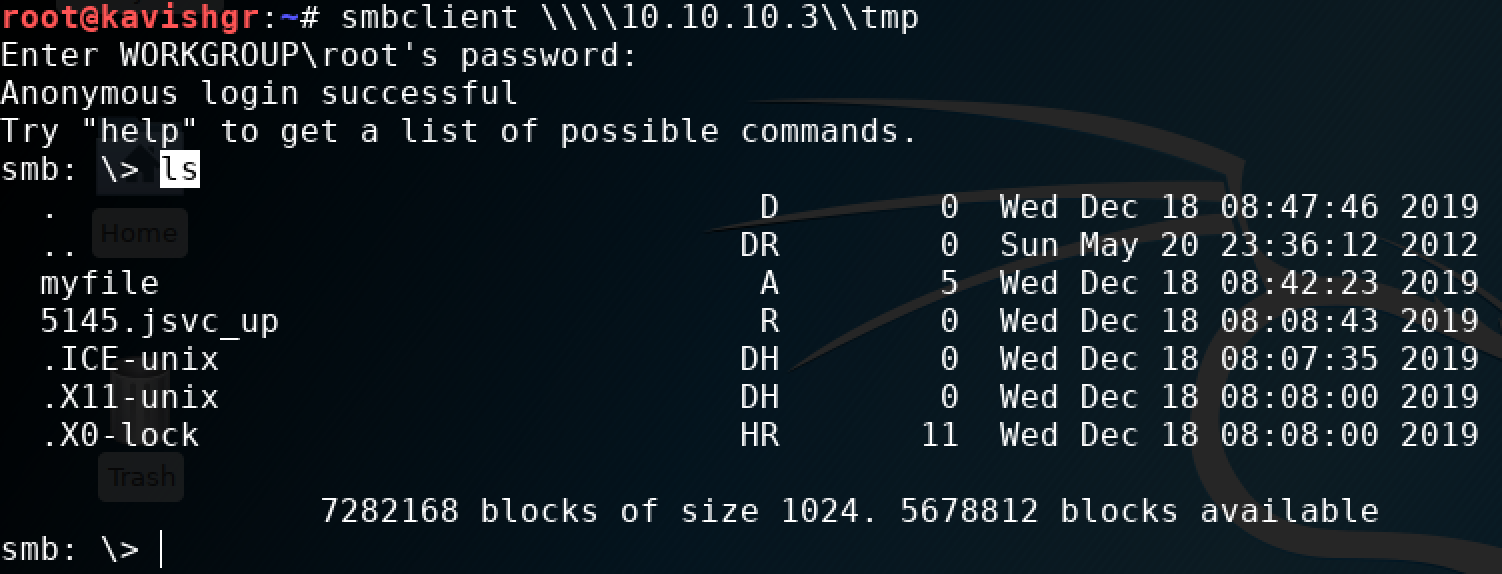 root@kavishgr:~# smbclient \\\\10.10.10.3\\tmp
Enter WORKGROUP\root's password:
Anonymous login successful
Try "help" to get a list of possible commands.
smb: \> ls
  .                                   D        0  Wed Dec 18 08:47:46 2019
Home
  ..                                 DR        0  Sun May 20 23:36:12 2012
  myfile                              A        5  Wed Dec 18 08:42:23 2019
  5145.jsvc_up                        R        0  Wed Dec 18 08:08:43 2019
  .ICE-unix                          DH        0  Wed Dec 18 08:07:35 2019
  .X11-unix                          DH        0  Wed Dec 18 08:08:00 2019
  .X0-lock                           HR       11  Wed Dec 18 08:08:00 2019
Trash
                7282168 blocks of size 1024. 5678812 blocks available
smb: \>